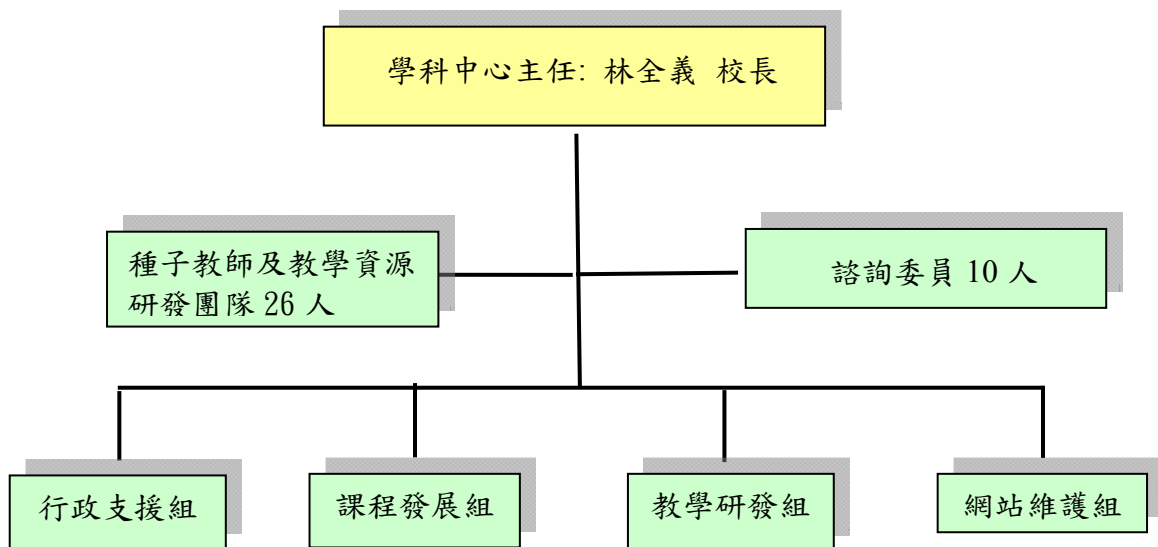 學科中心主任: 林全義 校長
種子教師及教學資源
研發團隊 26 人
諮詢委員 10 人
行政支援組
課程發展組
教學研發組
網站維護組